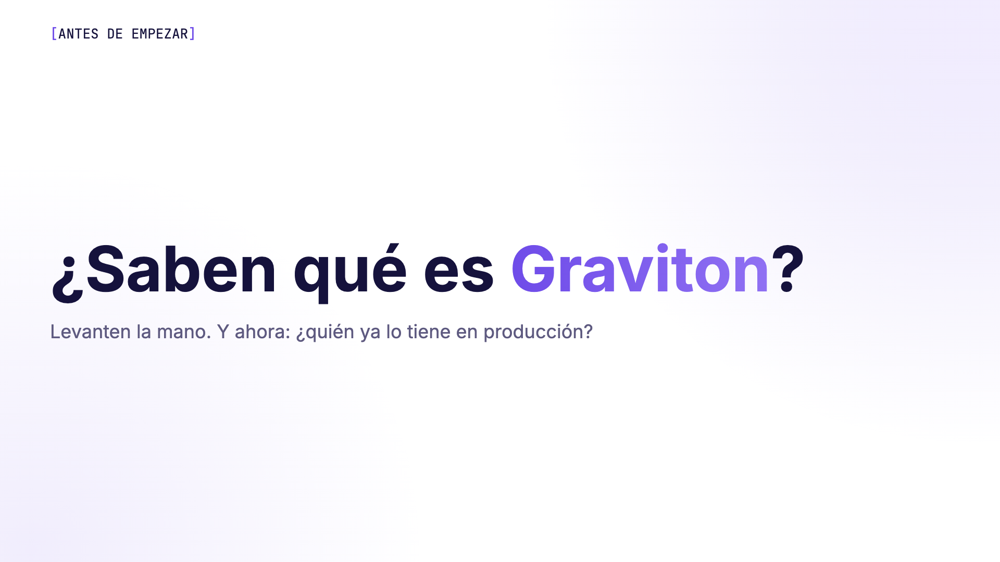 [ANTES DE EMPEZAR]
¿Saben qué es Graviton?
Levanten la mano. Y ahora: ¿quién ya lo tiene en producción?